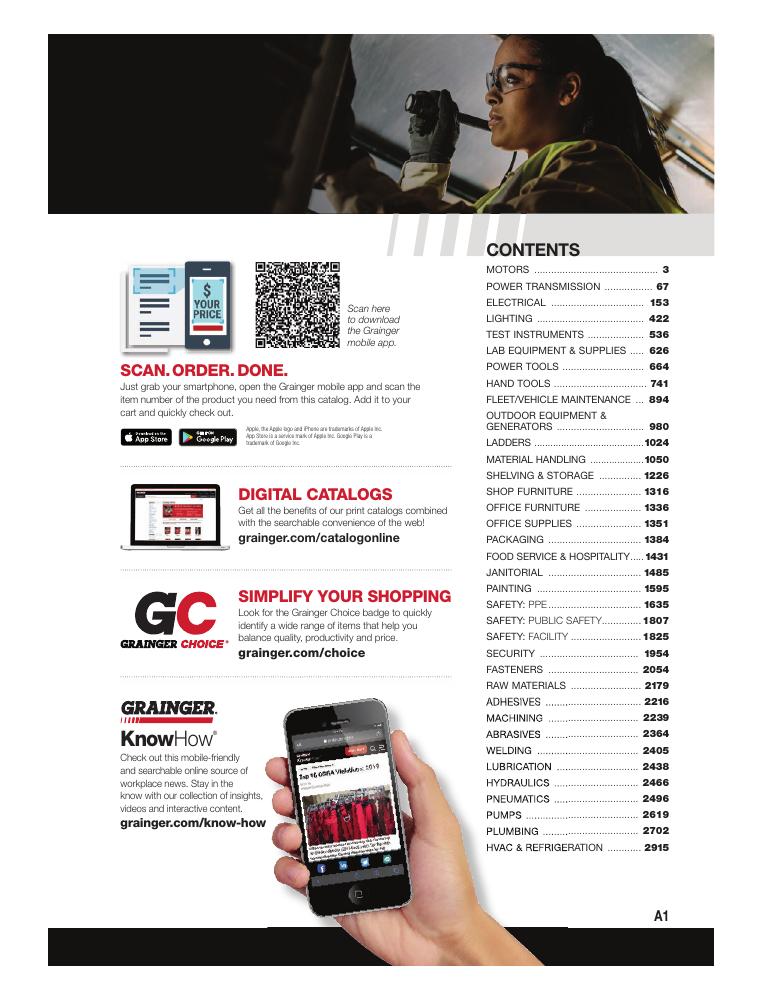 CONTENTS
MOTORS ........................................... 3
POWER TRANSMISSION ................. 67
ELECTRICAL ................................ 153
LIGHTING .................................... 422
TEST INSTRUMENTS .................... 536
LAB EQUIPMENT & SUPPLIES ..... 626
POWER TOOLS ............................ 664
HAND TOOLS .............................. 741
FLEET/VEHICLE MAINTENANCE ... 894
OUTDOOR EQUIPMENT &
GENERATORS .............................. 980
LADDERS ......................................1024
MATERIAL HANDLING ....................1050
SHELVING & STORAGE ............... 1226
SHOP FURNITURE ...................... 1316
OFFICE FURNITURE .................... 1336
OFFICE SUPPLIES ....................... 1351
PACKAGING ................................ 1384
FOOD SERVICE & HOSPITALITY.....1431
JANITORIAL ................................. 1485
PAINTING .................................... 1595
SAFETY: PPE ................................ 1635
SAFETY: PUBLIC SAFETY.............. 1807
SAFETY: FACILITY ......................... 1825
SECURITY ................................... 1954
FASTENERS ................................ 2054
RAW MATERIALS ........................ 2179
ADHESIVES ................................. 2216
MACHINING ................................ 2239
ABRASIVES ................................. 2364
WELDING .................................... 2405
LUBRICATION .............................. 2438
HYDRAULICS ............................... 2466
PNEUMATICS .............................. 2496
PUMPS ........................................ 2619
PLUMBING .................................. 2702
HVAC & REFRIGERATION ............ 2915
$
YOUR
PRICE
Scan here
to download
the Grainger
mobile app.
SCAN. ORDER. DONE.
Just grab your smartphone, open the Grainger mobile app and scan the
item number of the product you need from this catalog. Add it to your
cart and quickly check out.
Download on the
App Store
GET IT ON
Google Play
Apple, the Apple logo and iPhone are trademarks of Apple Inc.
App Store is a service mark of Apple Inc. Google Play is a
trademark of Google Inc.
DIGITAL CATALOGS
Get all the benefits of our print catalogs combined
with the searchable convenience of the web!
grainger.com/catalogonline
GC
GRAINGER CHOICE®
SIMPLIFY YOUR SHOPPING
Look for the Grainger Choice badge to quickly
identify a wide range of items that help you
balance quality, productivity and price.
grainger.com/choice
GRAINGER.
KnowHow®
Check out this mobile-friendly
and searchable online source of
workplace news. Stay in the
know with our collection of insights,
videos and interactive content.
grainger.com/know-how
Top 10 OSHA Violations: 2019
A1